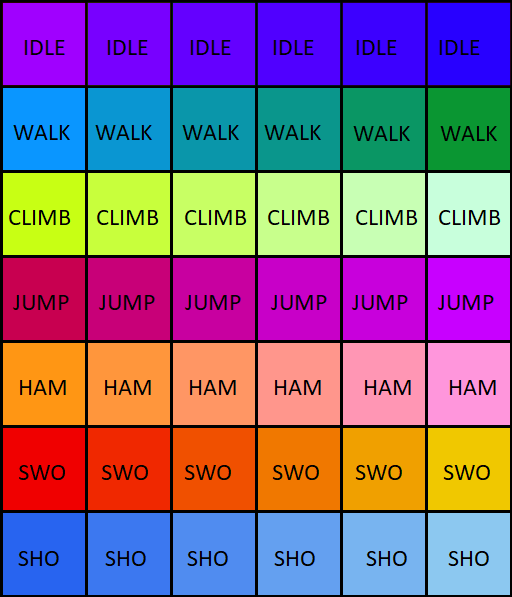 IDLE IDLE IDLE IDLE IDLE IDLE
WALK WALK WALK WALK WALK WALK
CLIMB CLIMB CLIMB CLIMB CLIMB CLIMB
JUMP JUMP JUMP JUMP JUMP JUMP
HAM HAM HAM HAM HAM HAM
SWO SWO SWO SWO SWO SWO
SHO SHO SHO SHO SHO SHO